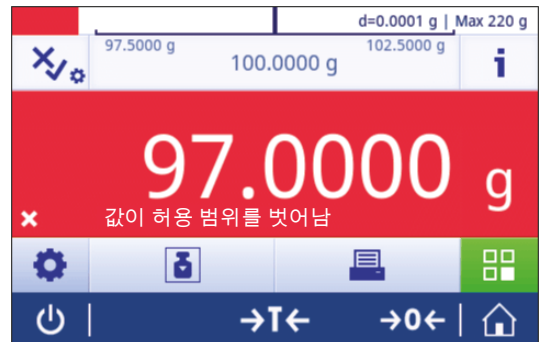 d=0.0001 g | Max 220 g
97.5000 g 102.5000 g
100.0000 g
i
97.0000 g
값이 허용 범위를 벗어남
→T←
→0←